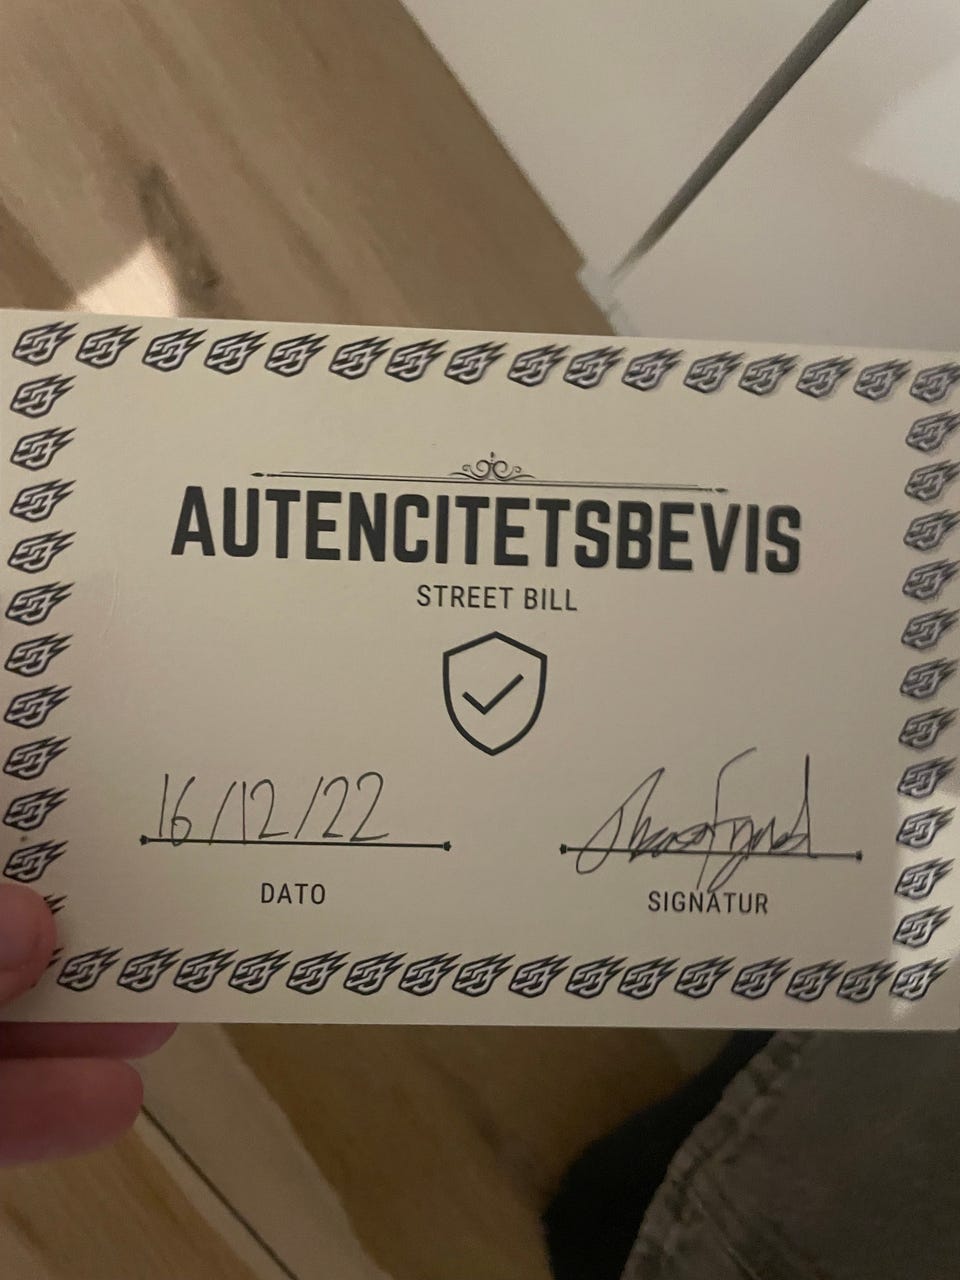 AUTENCITETSBEVIS
STREET BILL
16/12/22
DATO
SIGNATUR